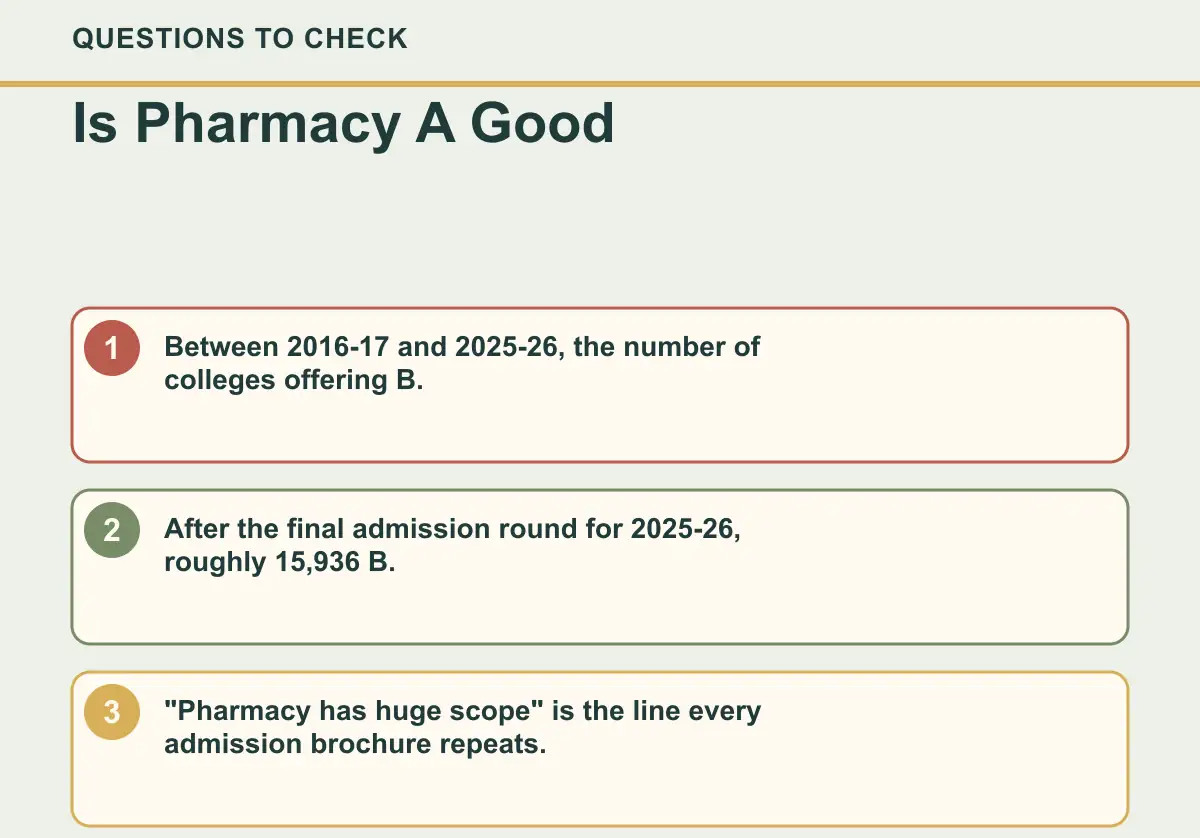 QUESTIONS TO CHECK
Is Pharmacy A Good
1
Between 2016-17 and 2025-26, the number of
colleges offering B.
2
After the final admission round for 2025-26,
roughly 15,936 B.
3
"Pharmacy has huge scope" is the line every
admission brochure repeats.